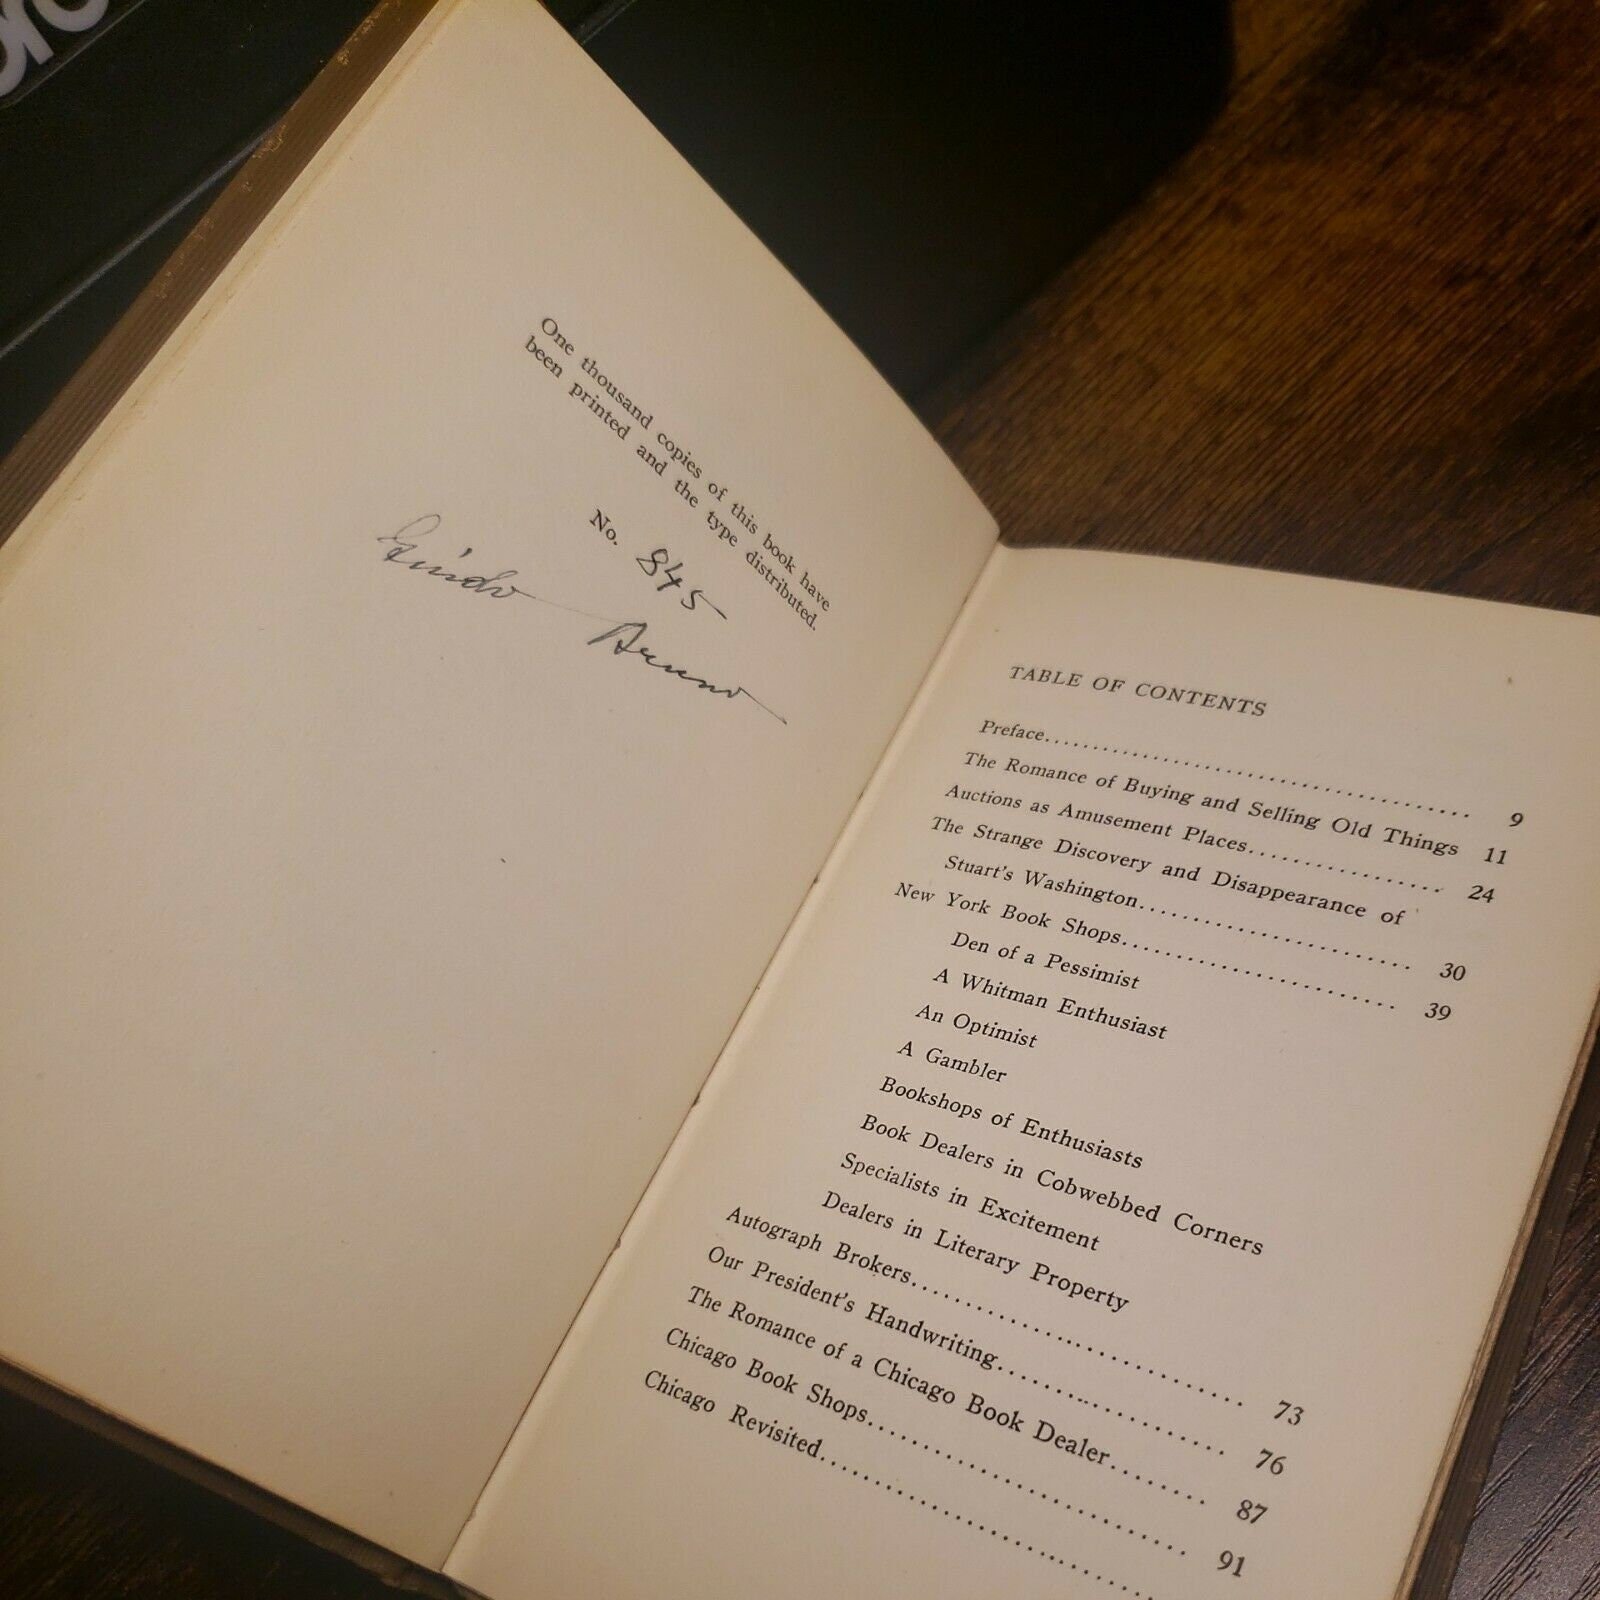 One thousand copies of this book have
been printed and the type distributed.
No. 845
Guido Bruno
TABLE OF CONTENTS
Preface........................................ 9
The Romance of Buying and Selling Old Things 11
Auctions as Amusement Places.................. 24
The Strange Discovery and Disappearance of
Stuart's Washington........................ 30
New York Book Shops........................... 39
Den of a Pessimist
A Whitman Enthusiast
An Optimist
A Gambler
Bookshops of Enthusiasts
Book Dealers in Cobwebbed Corners
Specialists in Excitement
Dealers in Literary Property
Autograph Brokers.............................. 73
Our President's Handwriting.................... 76
The Romance of a Chicago Book Dealer........ 87
Chicago Book Shops............................. 91
Chicago Revisited...............................